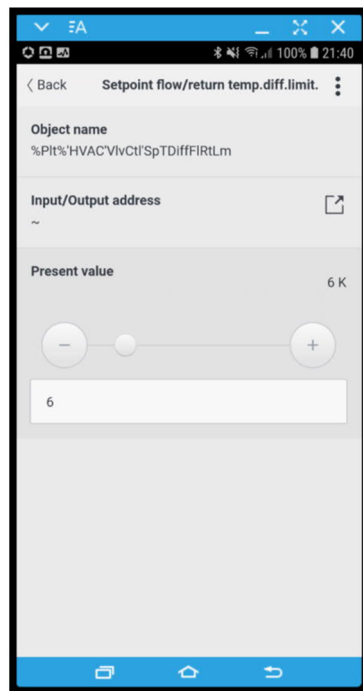 ΞA
100% 21:40
Back Setpoint flow/return temp.diff.limit.
Object name
%Plt%'HVAC'VlvCtl'SpTDiffFlRtLm
Input/Output address
~
Present value
6 K
− +
6